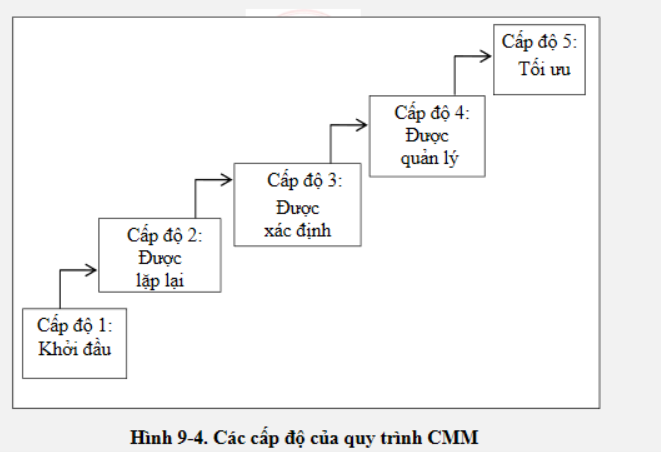 Cấp độ 5:
Tối ưu
Cấp độ 4:
Được
quản lý
Cấp độ 3:
Được
xác định
Cấp độ 2:
Được
lặp lại
Cấp độ 1:
Khởi đầu
Hình 9-4. Các cấp độ của quy trình CMM